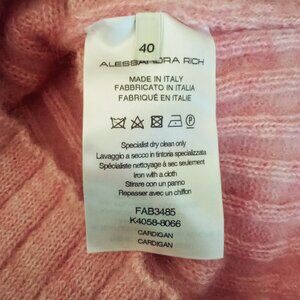 40
ALESSANDRA RICH
MADE IN ITALY
FABBRICATO IN ITALIA
FABRIQUÉ EN ITALIE
P
Specialist dry clean only
Lavaggio a secco in tintoria specializzata
Spécialiste nettoyage à sec seulement
Iron with a cloth
Stirare con un panno
Repasser avec un chiffon
FAB3485
K4058-8066
CARDIGAN
CARDIGAN